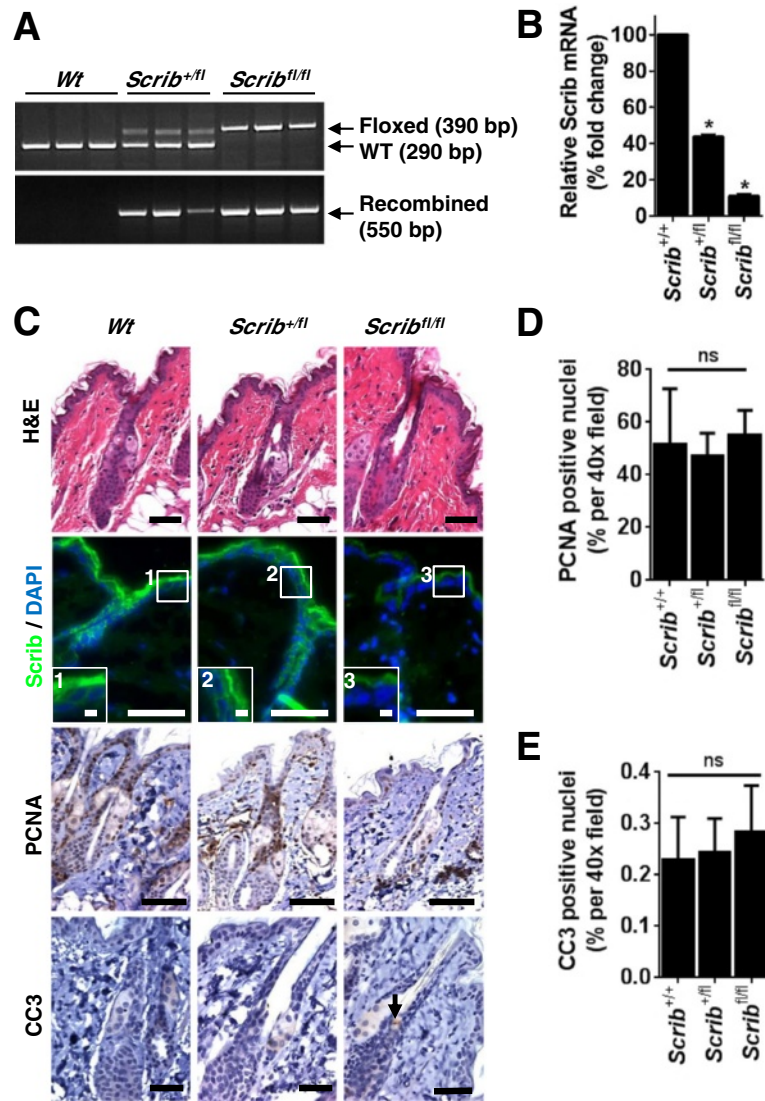 A
Wt Scrib+/fl Scribfl/fl
Floxed (390 bp)
WT (290 bp)
Recombined
(550 bp)
B
Relative Scrib mRNA
(% fold change)
100
80
60
40
20
0
*
*
Scrib+/+
Scrib+/fl
Scribfl/fl
C
Wt Scrib+/fl Scribfl/fl
H&E
Scrib / DAPI
1
2
3
1
2
3
PCNA
CC3
D
PCNA positive nuclei
(% per 40x field)
80
60
40
20
0
ns
Scrib+/+
Scrib+/fl
Scribfl/fl
E
CC3 positive nuclei
(% per 40x field)
0.4
0.3
0.2
0.1
0.0
ns
Scrib+/+
Scrib+/fl
Scribfl/fl